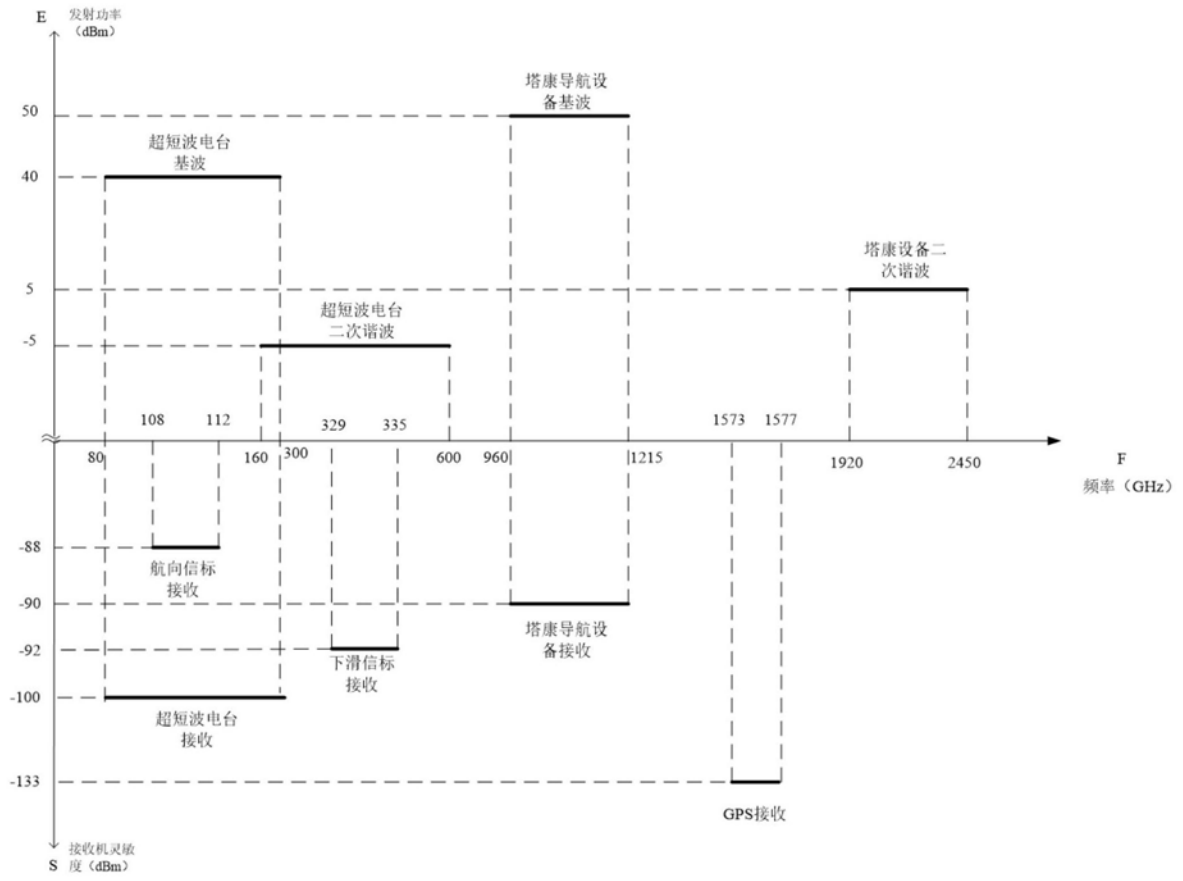 E
发射功率
（dBm）
塔康导航设
备基波
50
超短波电台
基波
40
塔康设备二
次谐波
5
超短波电台
二次谐波
-5
108
112
329
335
1573
1577
80
160
300
600
960
1215
1920
2450
F
频率（GHz）
-88
航向信标
接收
-90
塔康导航设
备接收
-92
下滑信标
接收
-100
超短波电台
接收
-133
GPS接收
S
接收机灵敏
度（dBm）